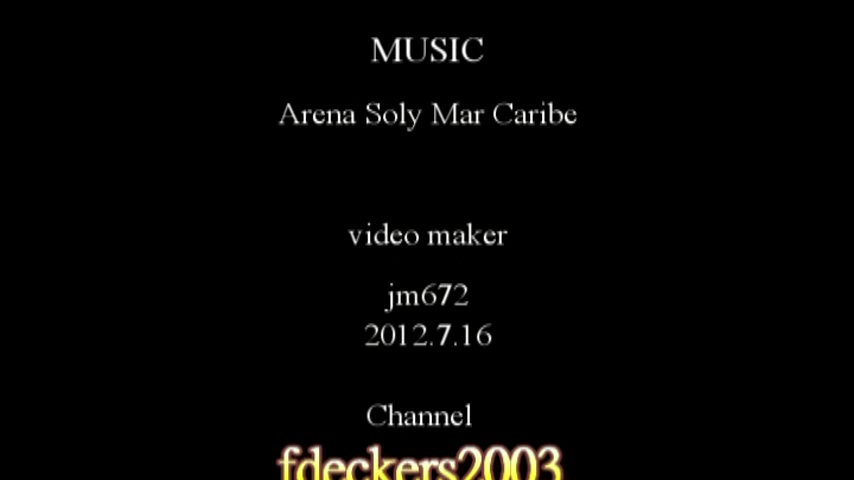 MUSIC
Arena Soly Mar Caribe
video maker
jm672
2012.7.16
Channel
fdeckers2003